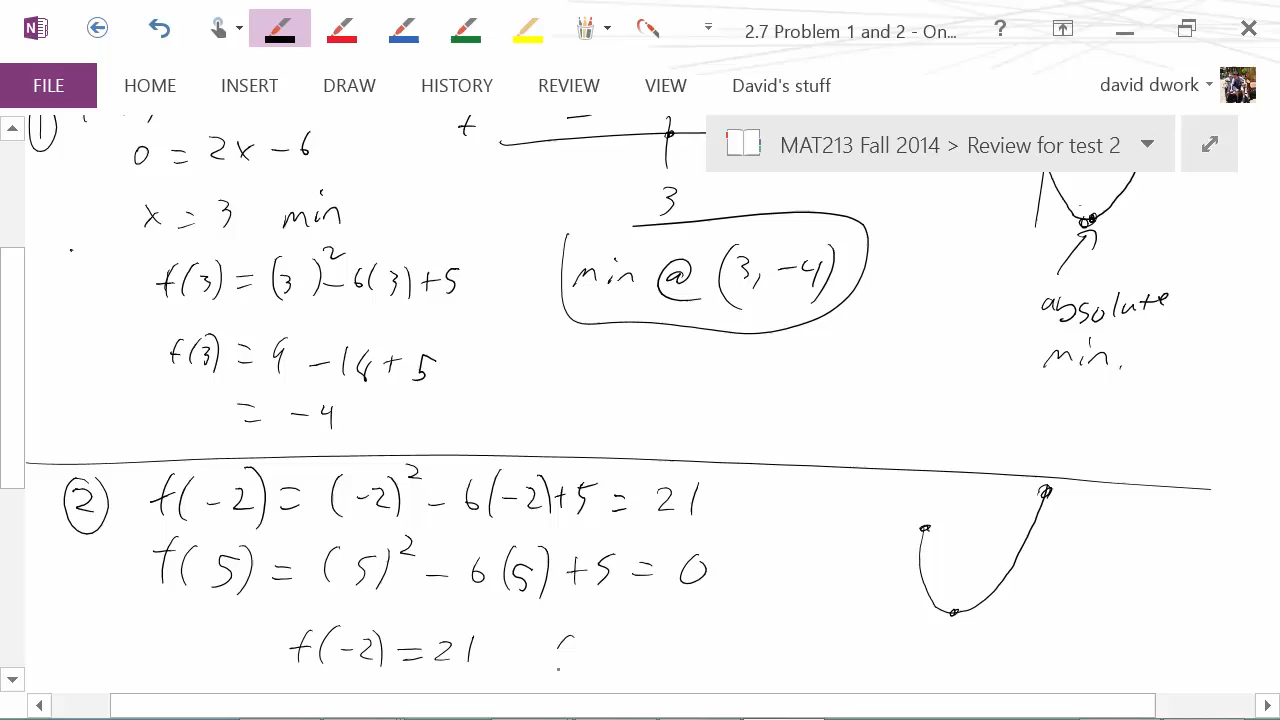 2.7 Problem 1 and 2 - On...
?
FILE HOME INSERT DRAW HISTORY REVIEW VIEW David's stuff david dwork
MAT213 Fall 2014 > Review for test 2
①
0 = 2x - 6
+ -
3
x = 3 min
f(3) = (3)² - 6(3) + 5
min @ (3, -4)
f(3) = 9 - 18 + 5
= -4
absolute
min.
② f(-2) = (-2)² - 6(-2) + 5 = 21
f(5) = (5)² - 6(5) + 5 = 0
f(-2) = 21